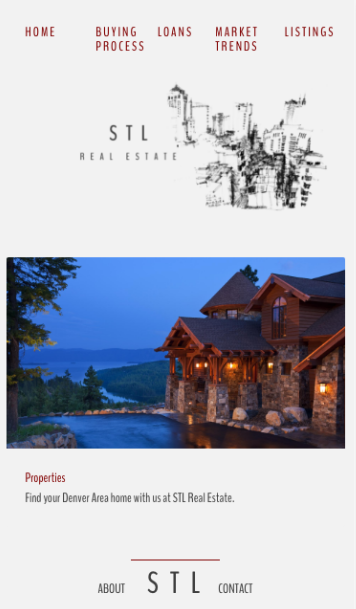 HOME BUYING LOANS MARKET LISTINGS
PROCESS TRENDS
STL
REAL ESTATE
Properties
Find your Denver Area home with us at STL Real Estate.
ABOUT STL CONTACT